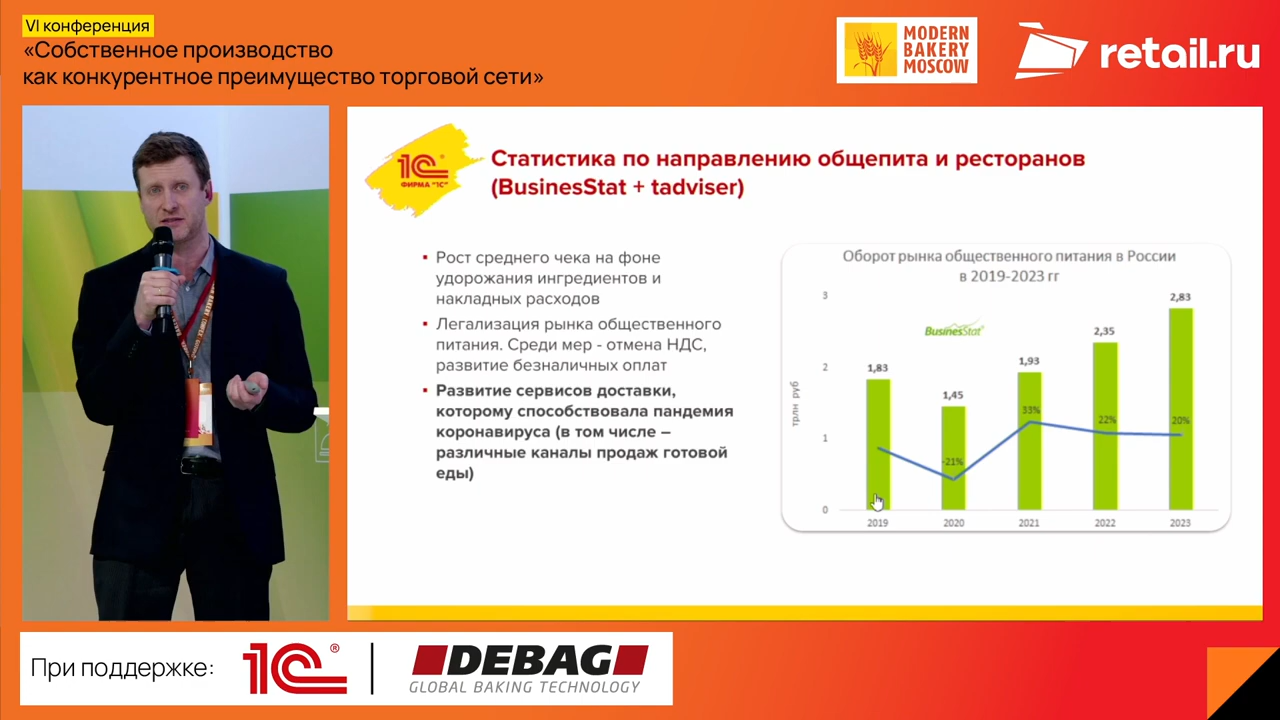 VI конференция
«Собственное производство
как конкурентное преимущество торговой сети»
MODERN
BAKERY
MOSCOW
retail.ru
1С
ФИРМА "1С"
Статистика по направлению общепита и ресторанов
(BusinesStat + tadviser)
▪ Рост среднего чека на фоне
удорожания ингредиентов и
накладных расходов
▪ Легализация рынка общественного
питания. Среди мер - отмена НДС,
развитие безналичных оплат
▪ Развитие сервисов доставки,
которому способствовала пандемия
коронавируса (в том числе –
различные каналы продаж готовой
еды)
Оборот рынка общественного питания в России
в 2019-2023 гг
BusinesStat®
трлн руб
3
2
1
0
1,83
1,45
1,93
2,35
2,83
-21%
33%
22%
20%
2019
2020
2021
2022
2023
При поддержке:
1С®
DEBAG
GLOBAL BAKING TECHNOLOGY